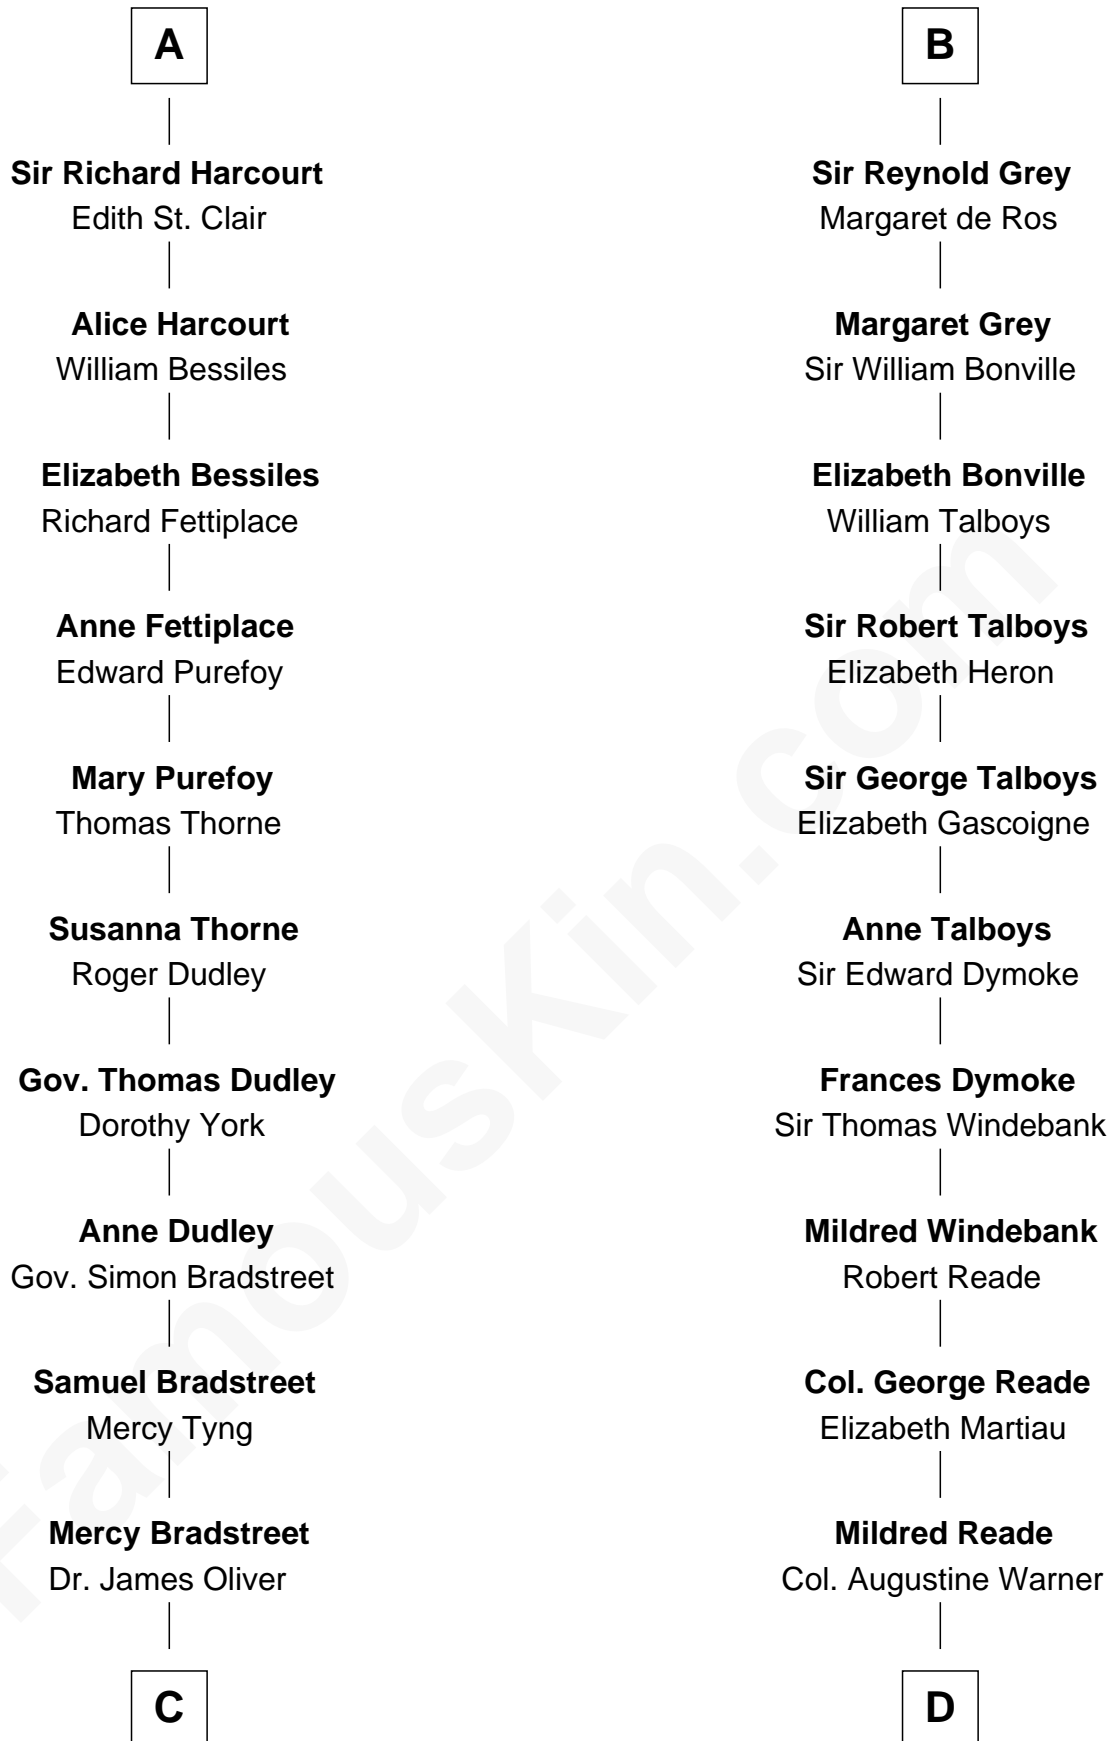 A
Sir Richard Harcourt
Edith St. Clair
Alice Harcourt
William Bessiles
Elizabeth Bessiles
Richard Fettiplace
Anne Fettiplace
Edward Purefoy
Mary Purefoy
Thomas Thorne
Susanna Thorne
Roger Dudley
Gov. Thomas Dudley
Dorothy York
Anne Dudley
Gov. Simon Bradstreet
Samuel Bradstreet
Mercy Tyng
Mercy Bradstreet
Dr. James Oliver
C
B
Sir Reynold Grey
Margaret de Ros
Margaret Grey
Sir William Bonville
Elizabeth Bonville
William Talboys
Sir Robert Talboys
Elizabeth Heron
Sir George Talboys
Elizabeth Gascoigne
Anne Talboys
Sir Edward Dymoke
Frances Dymoke
Sir Thomas Windebank
Mildred Windebank
Robert Reade
Col. George Reade
Elizabeth Martiau
Mildred Reade
Col. Augustine Warner
D
FamousKin.com